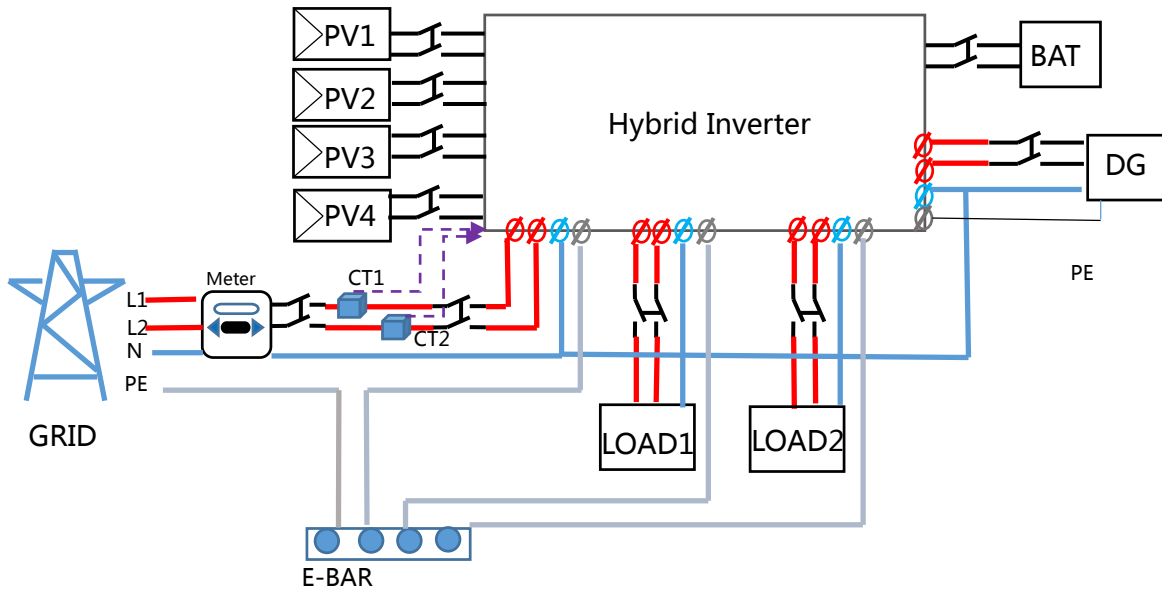 PV1
BAT
PV2
Hybrid Inverter
PV3
DG
PV4
Meter
CT1
PE
L1
L2
CT2
N
PE
GRID
LOAD1
LOAD2
E-BAR